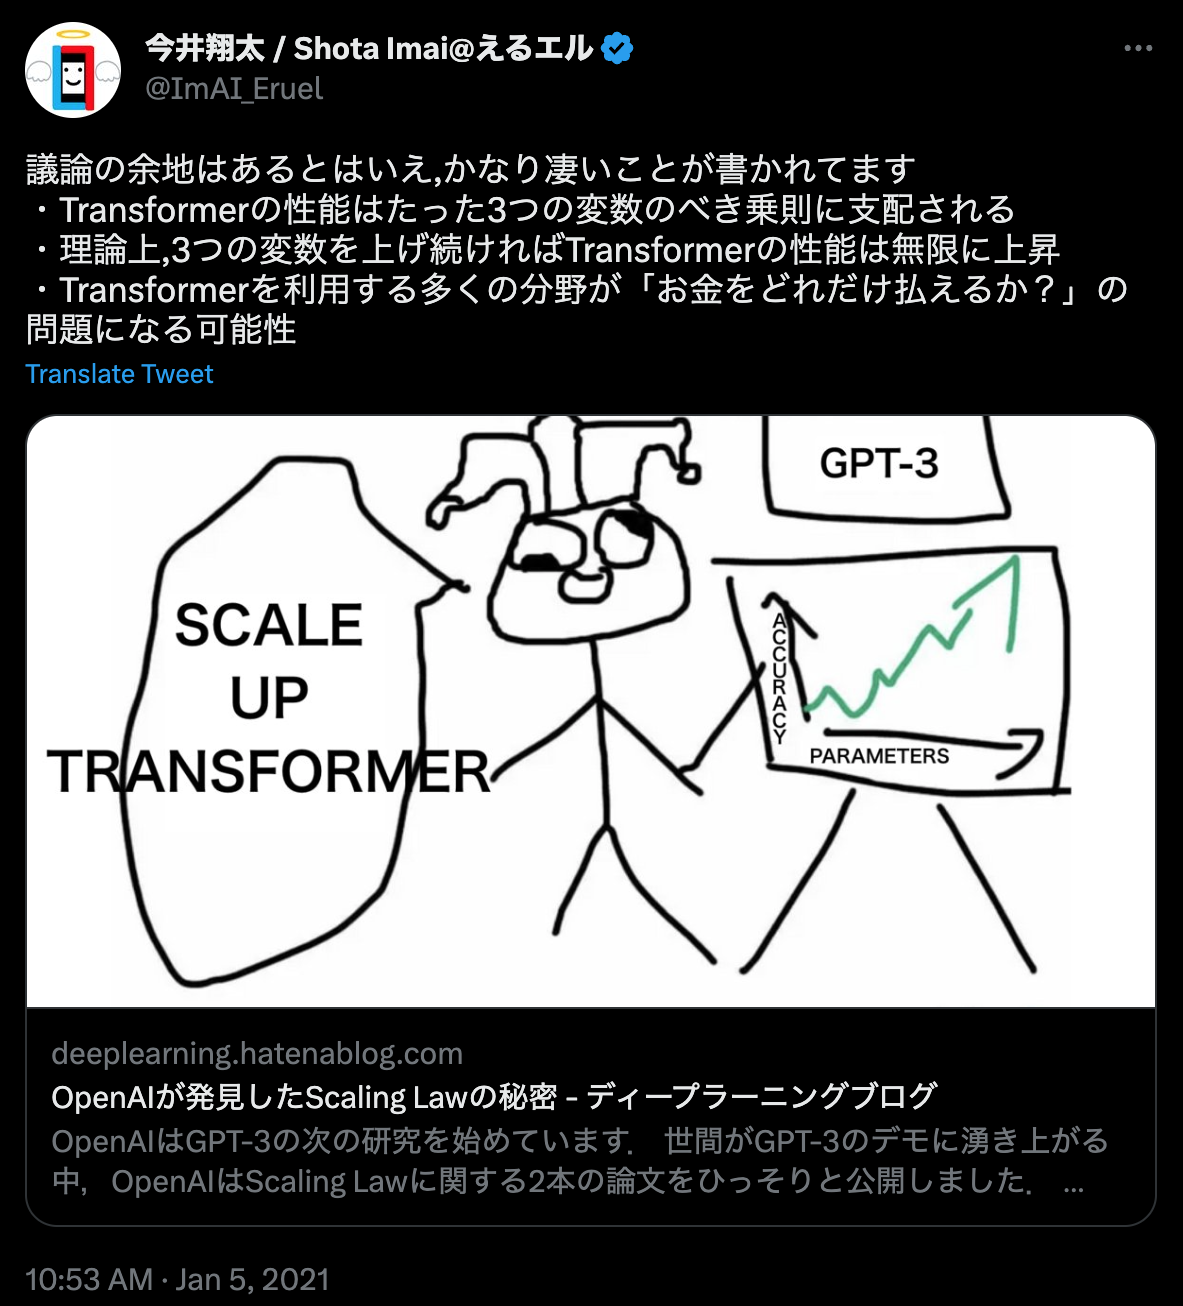 今井翔太 / Shota Imai@えるエル
@ImAI_Eruel
議論の余地はあるとはいえ,かなり凄いことが書かれてます
・Transformerの性能はたった3つの変数のべき乗則に支配される
・理論上,3つの変数を上げ続ければTransformerの性能は無限に上昇
・Transformerを利用する多くの分野が「お金をどれだけ払えるか？」の
問題になる可能性
Translate Tweet
SCALE
UP
TRANSFORMER
GPT-3
ACCURACY
PARAMETERS
deeplearning.hatenablog.com
OpenAIが発見したScaling Lawの秘密 - ディープラーニングブログ
OpenAIはGPT-3の次の研究を始めています． 世間がGPT-3のデモに湧き上がる
中， OpenAIはScaling Lawに関する2本の論文をひっそりと公開しました． ...
10:53 AM · Jan 5, 2021